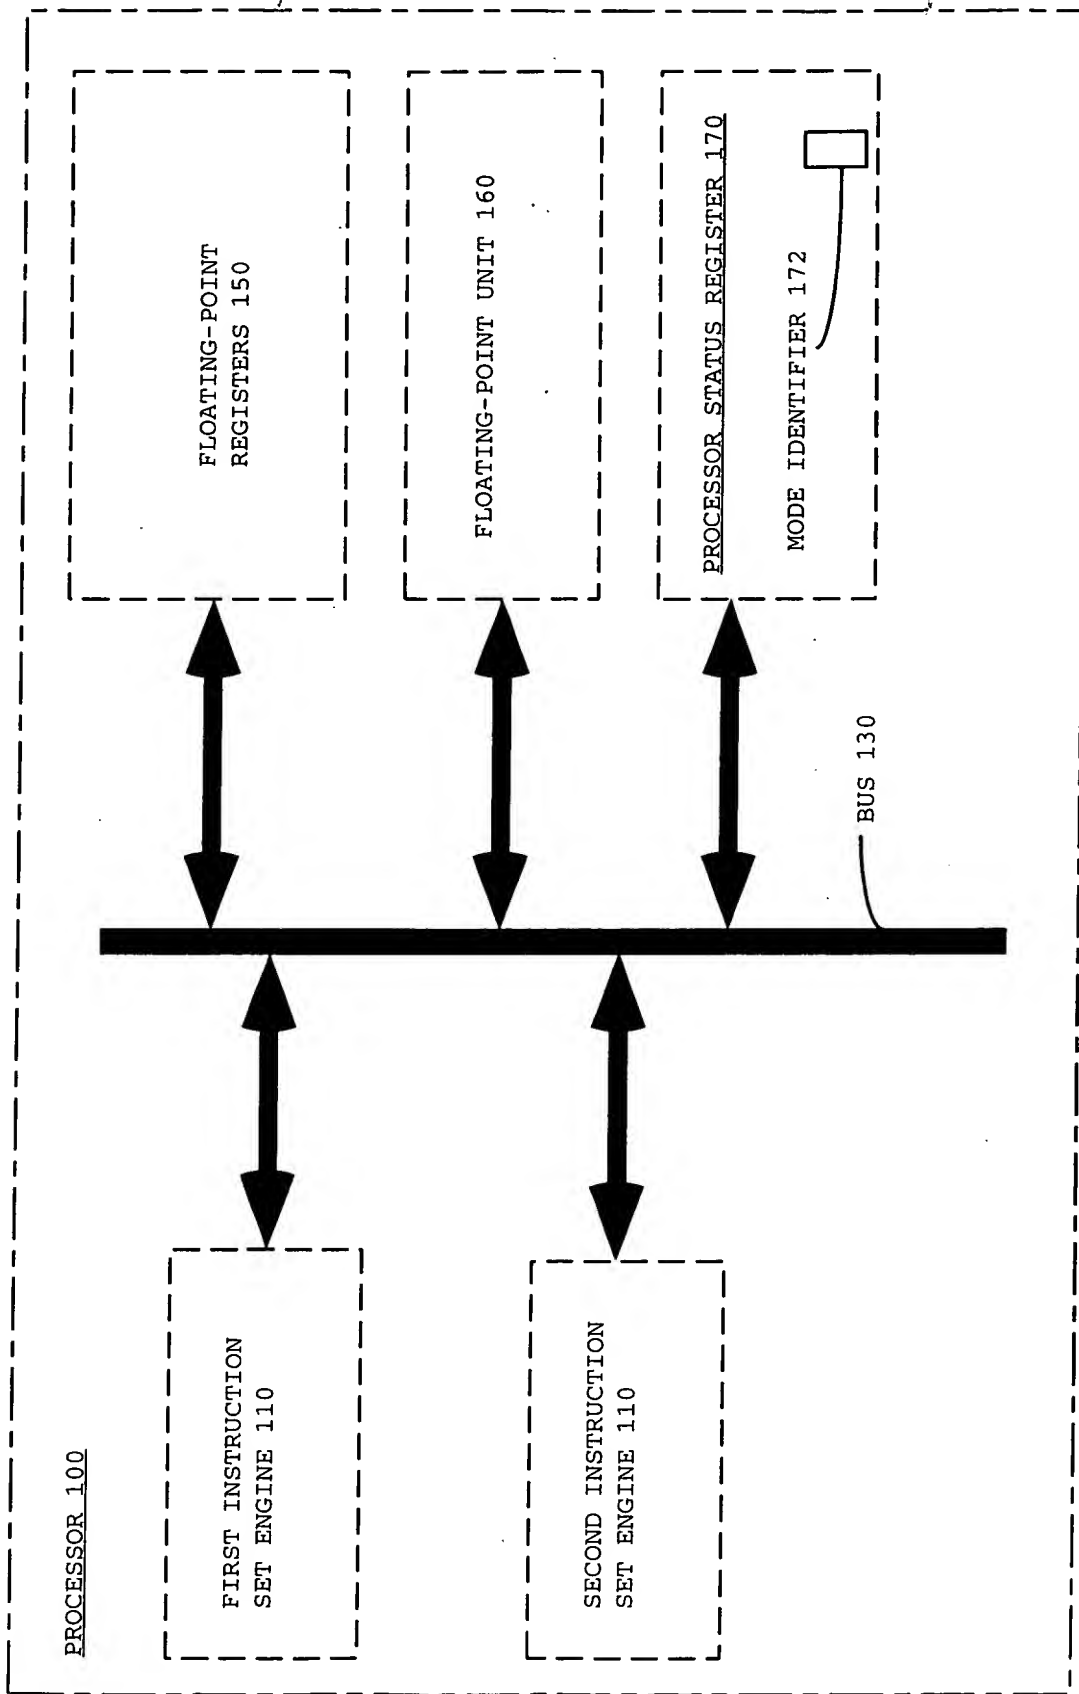 PROCESSOR 100
FIRST INSTRUCTION
SET ENGINE 110
SECOND INSTRUCTION
SET ENGINE 110
BUS 130
FLOATING-POINT
REGISTERS 150
FLOATING-POINT UNIT 160
PROCESSOR STATUS REGISTER 170
MODE IDENTIFIER 172